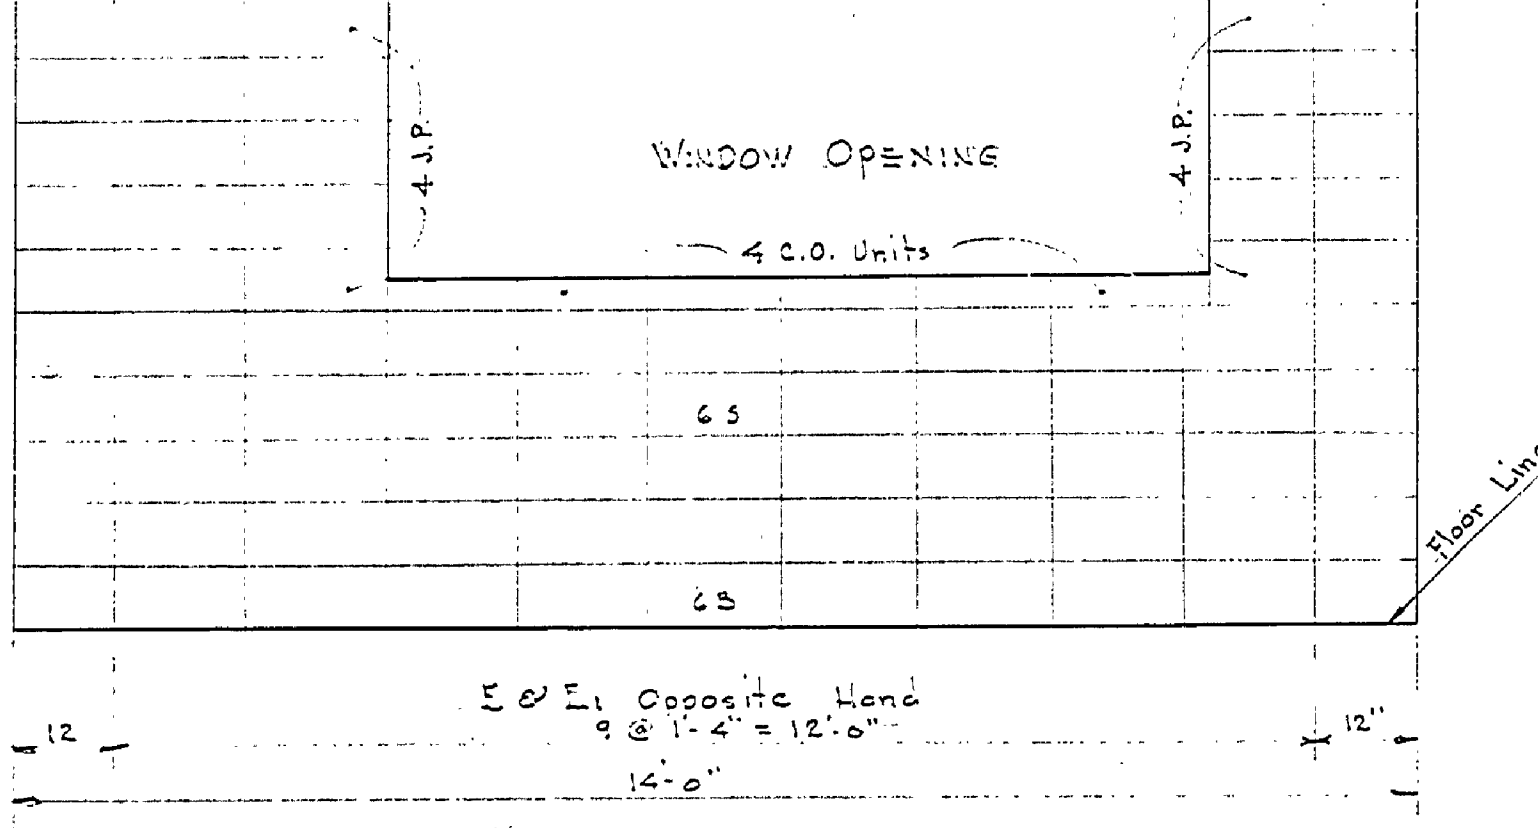 4 J.P.
4 J.P.
WINDOW OPENING
4 C.O. Units
6 S
Floor Line
6 B
E & E1 Opposite Hand
9 @ 1'-4" = 12'-0"
12
12"
14'-0"